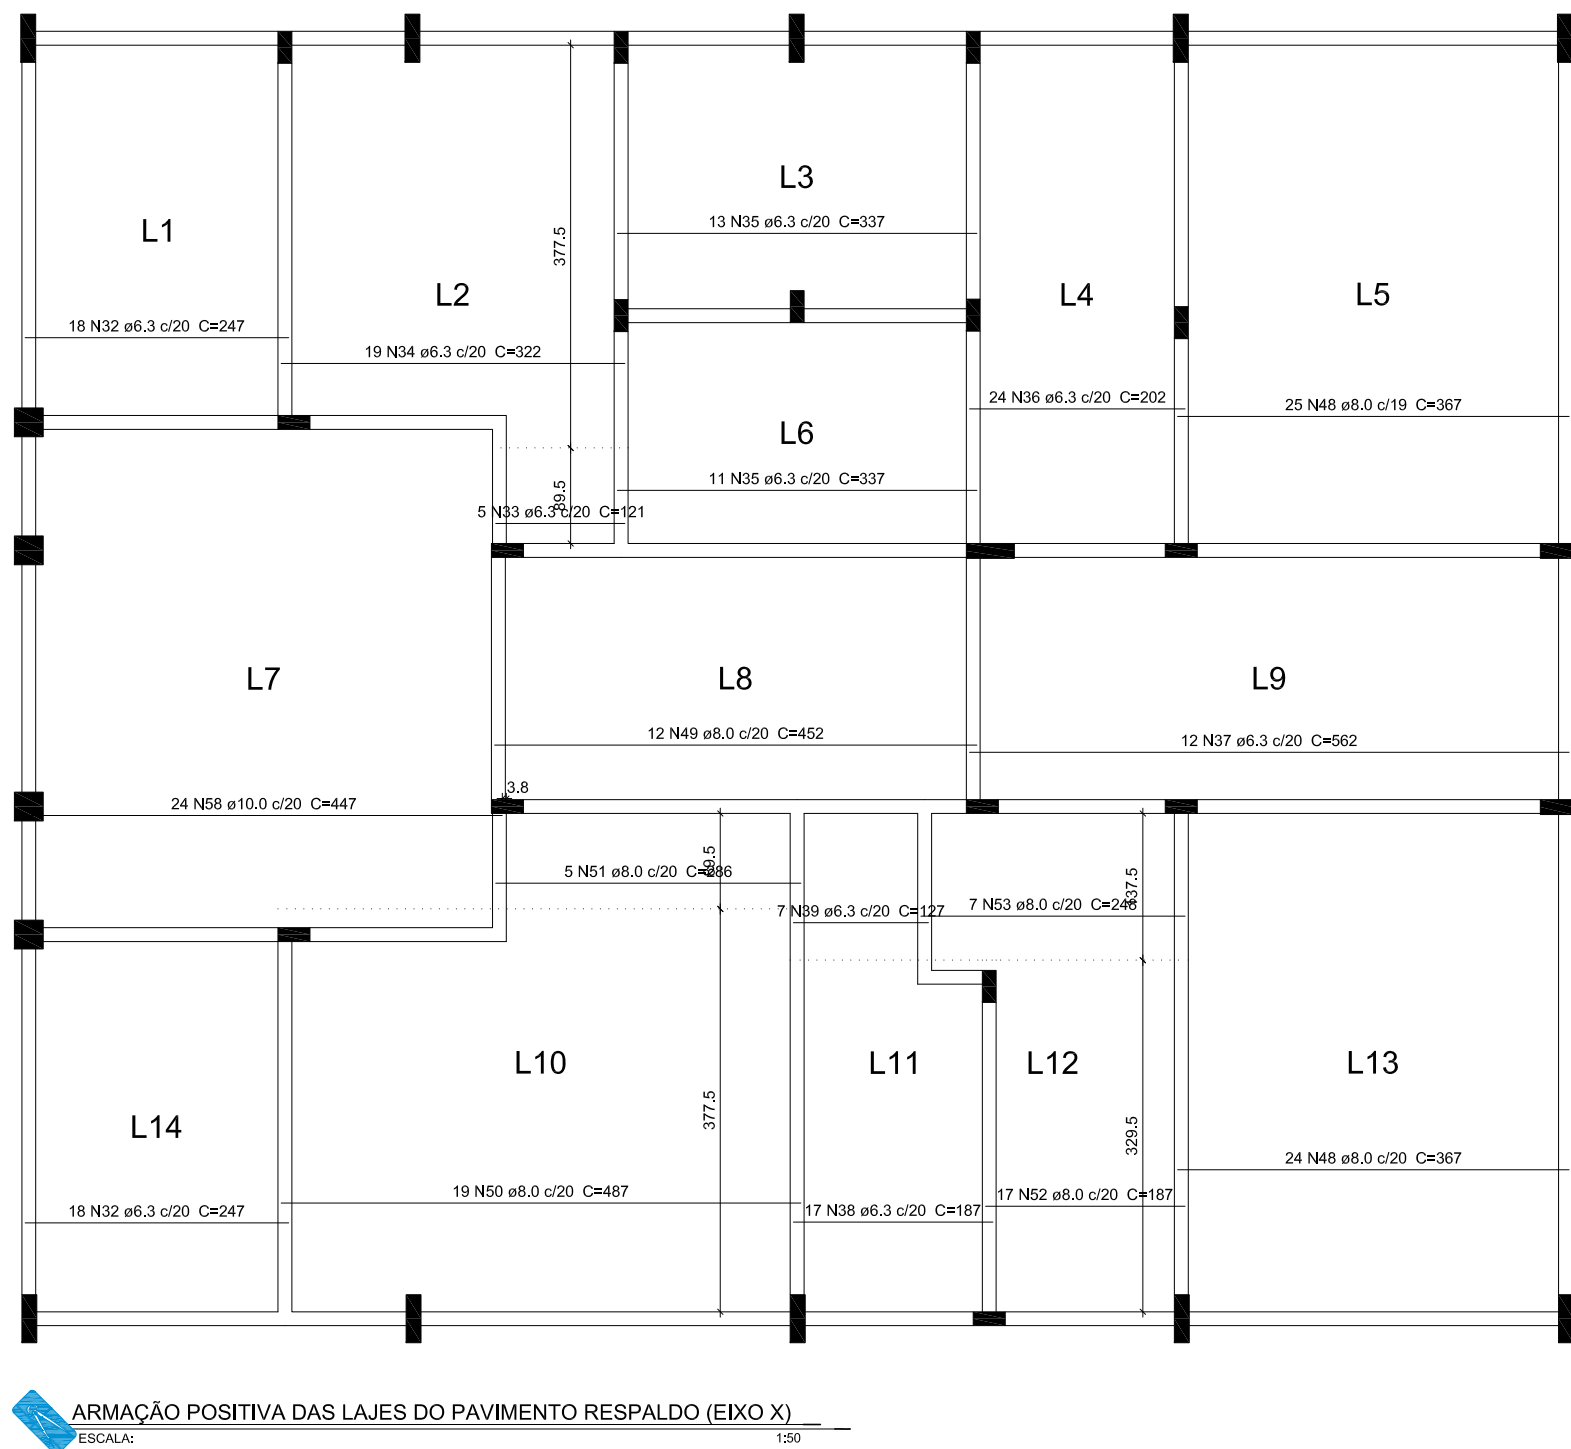 L3
13 N35 ø6.3 c/20 C=337
L1
377.5
L2
L4
L5
18 N32 ø6.3 c/20 C=247
19 N34 ø6.3 c/20 C=322
24 N36 ø6.3 c/20 C=202
25 N48 ø8.0 c/19 C=367
L6
11 N35 ø6.3 c/20 C=337
89.5
5 N33 ø6.3 c/20 C=121
L7
L8
L9
12 N49 ø8.0 c/20 C=452
12 N37 ø6.3 c/20 C=562
3.8
24 N58 ø10.0 c/20 C=447
5 N51 ø8.0 c/20 C=286
89.5
137.5
7 N39 ø6.3 c/20 C=127
7 N53 ø8.0 c/20 C=248
L10
L11
L12
L13
377.5
L14
329.5
24 N48 ø8.0 c/20 C=367
19 N50 ø8.0 c/20 C=487
17 N52 ø8.0 c/20 C=187
18 N32 ø6.3 c/20 C=247
17 N38 ø6.3 c/20 C=187
ARMAÇÃO POSITIVA DAS LAJES DO PAVIMENTO RESPALDO (EIXO X)
ESCALA: 1:50